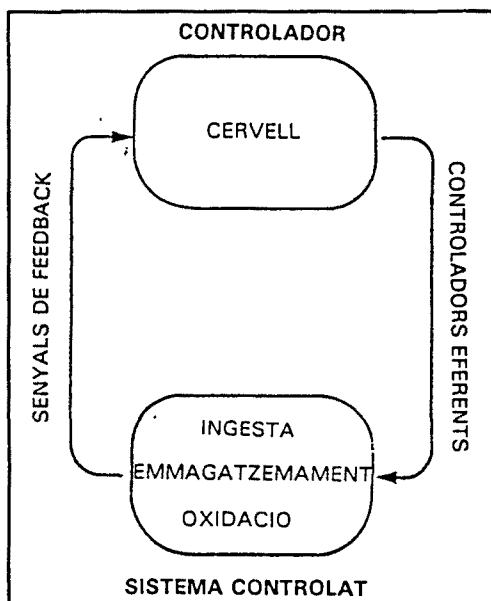 CONTROLADOR
CERVELL
SENYALS DE FEEDBACK
CONTROLADORS EFERENTS
INGESTA
EMMAGATZEMAMENT
OXIDACIO
SISTEMA CONTROLAT